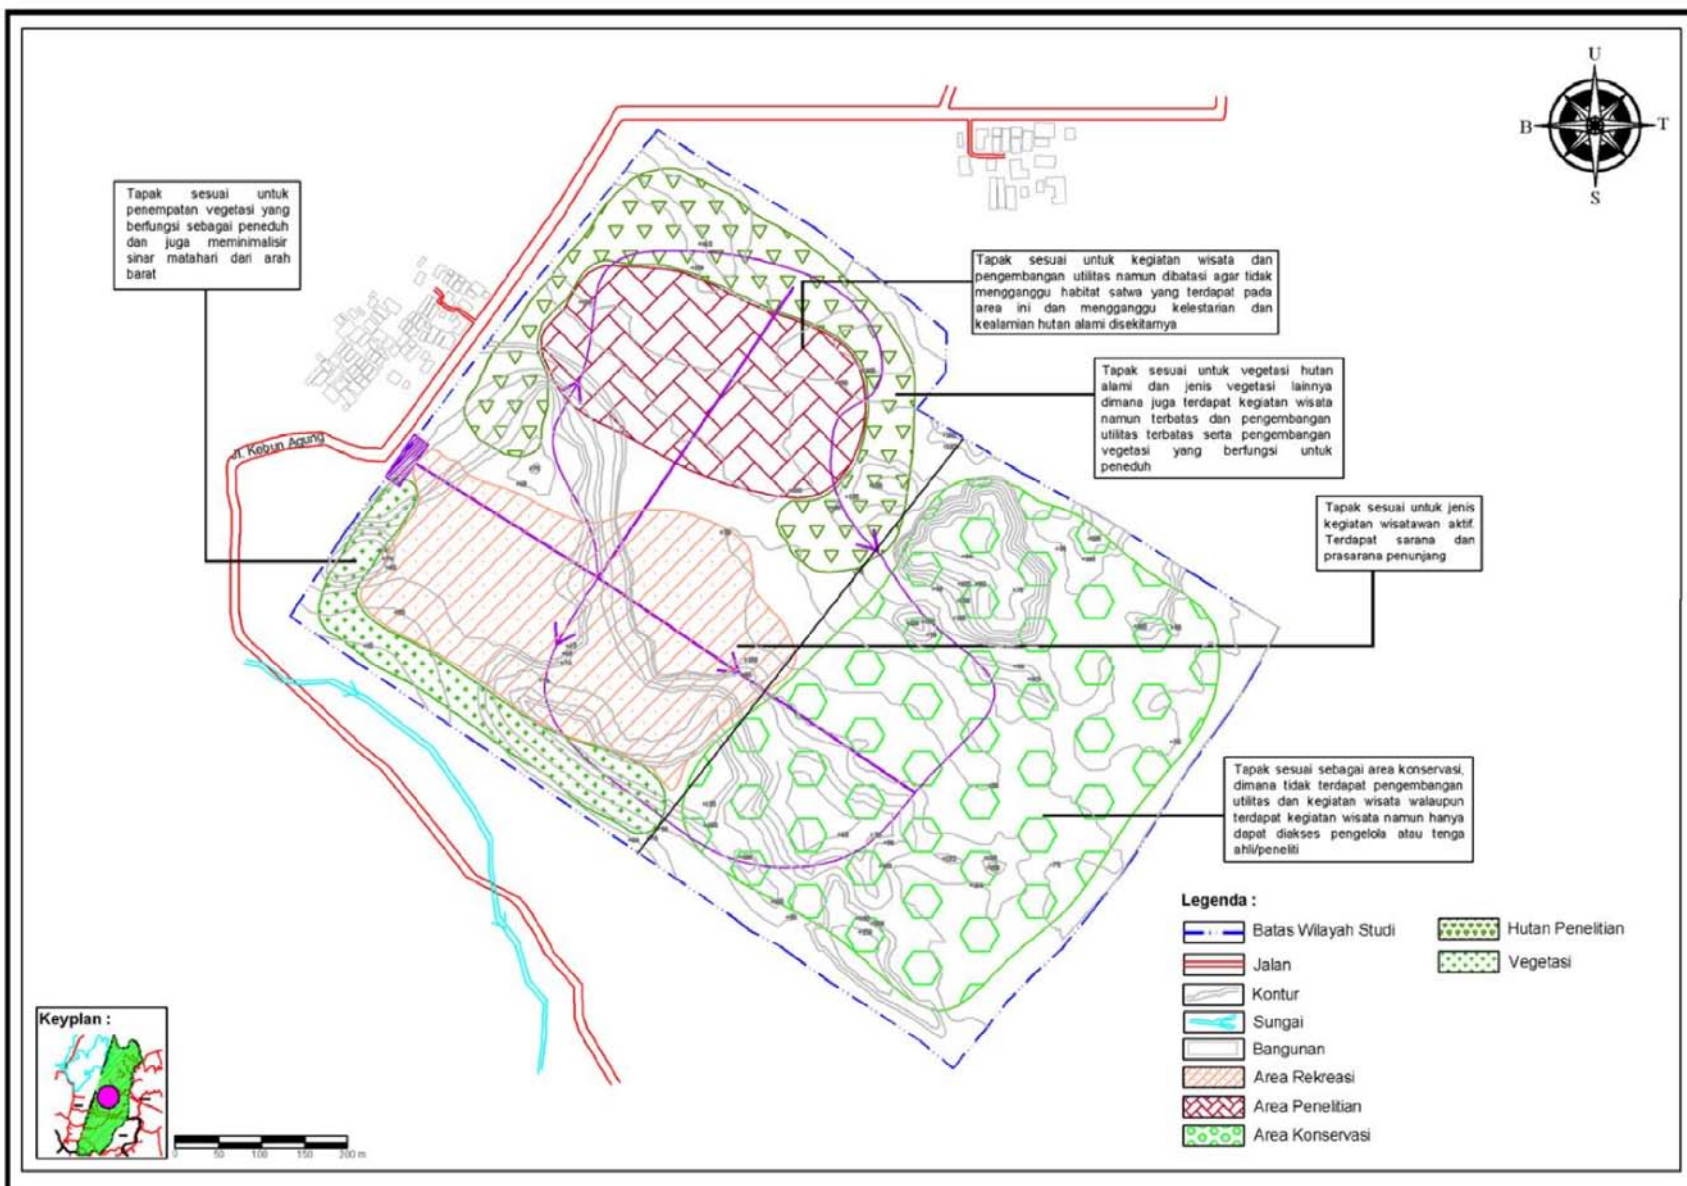 U
B
T
S
Tapak sesuai untuk
penempatan vegetasi yang
berfungsi sebagai peneduh
dan juga meminimalisir
sinar matahari dari arah
barat
Tapak sesuai untuk kegiatan wisata dan
pengembangan utilitas namun dibatasi agar tidak
mengganggu habitat satwa yang terdapat pada
area ini dan mengganggu kelestarian dan
kealamian hutan alami disekitarnya
Tapak sesuai untuk vegetasi hutan
alami dan jenis vegetasi lainnya
dimana juga terdapat kegiatan wisata
namun terbatas dan pengembangan
utilitas terbatas serta pengembangan
vegetasi yang berfungsi untuk
peneduh
Jl. Kebun Agung
Tapak sesuai untuk jenis
kegiatan wisatawan aktif.
Terdapat sarana dan
prasarana penunjang
Tapak sesuai sebagai area konservasi,
dimana tidak terdapat pengembangan
utilitas dan kegiatan wisata walaupun
terdapat kegiatan wisata namun hanya
dapat diakses pengelola atau tenga
ahli/peneliti
Legenda :
Batas Wilayah Studi
Jalan
Kontur
Sungai
Bangunan
Area Rekreasi
Area Penelitian
Area Konservasi
Hutan Penelitian
Vegetasi
Keyplan :
0 50 100 150 200 m